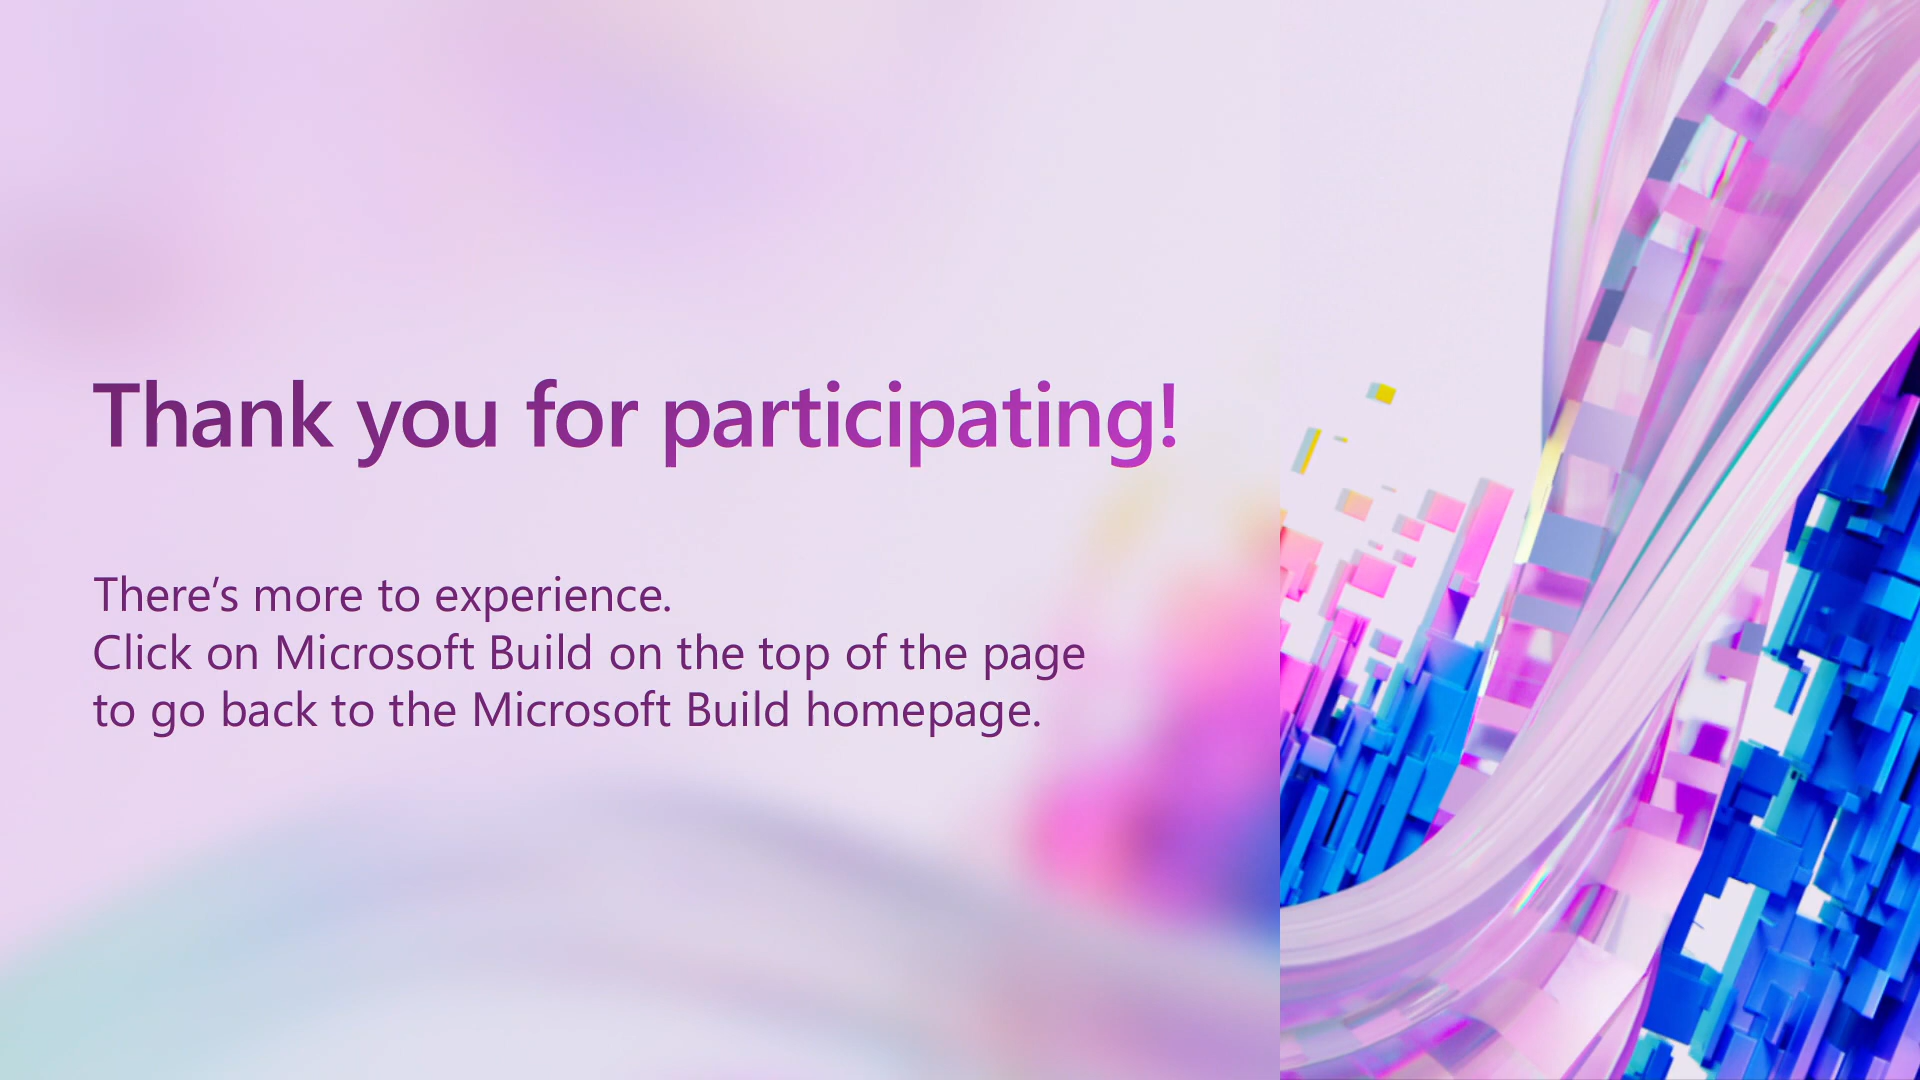 Thank you for participating!
There’s more to experience.
Click on Microsoft Build on the top of the page
to go back to the Microsoft Build homepage.